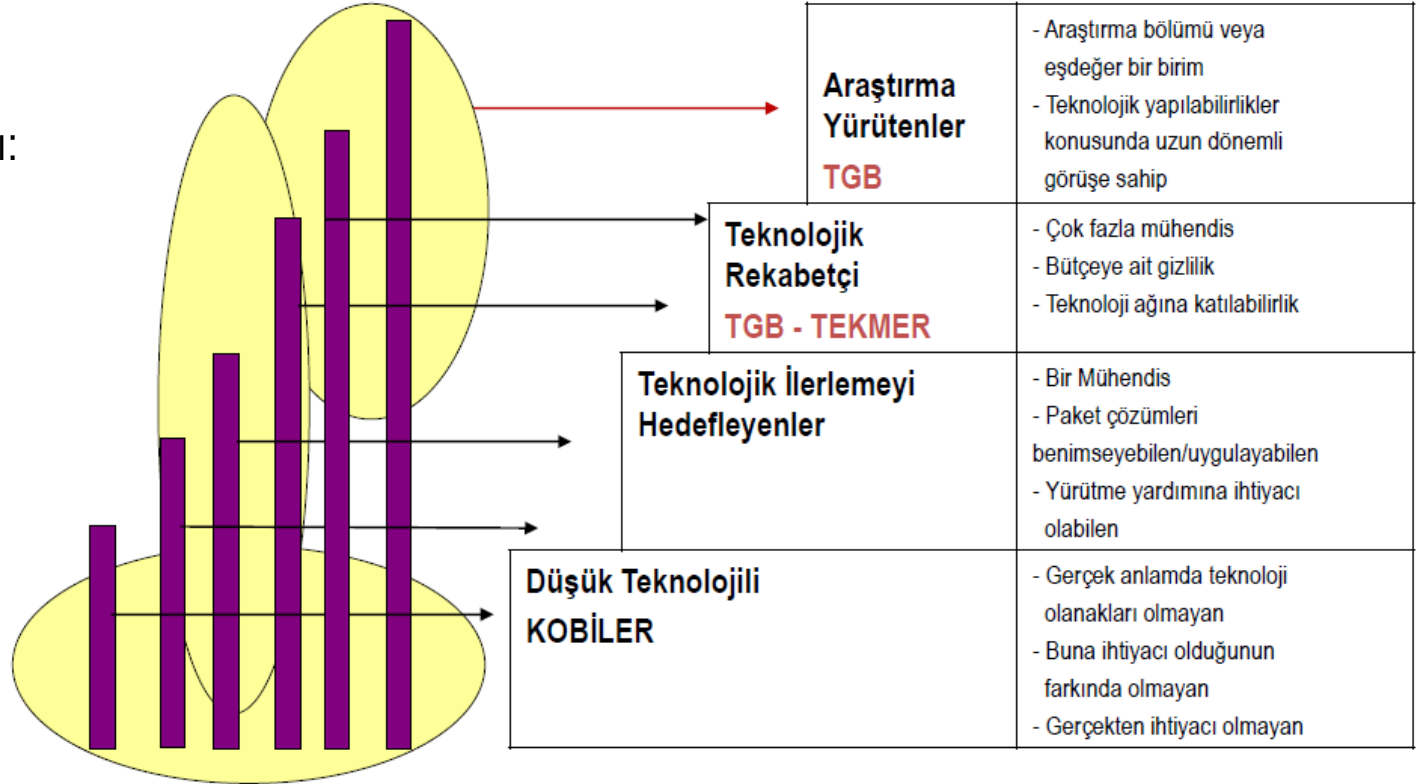 ı:
Araştırma
Yürütenler
TGB
- Araştırma bölümü veya
eşdeğer bir birim
- Teknolojik yapılabilirlikler
konusunda uzun dönemli
görüşe sahip
Teknolojik
Rekabetçi
TGB - TEKMER
- Çok fazla mühendis
- Bütçeye ait gizlilik
- Teknoloji ağına katılabilirlik
Teknolojik İlerlemeyi
Hedefleyenler
- Bir Mühendis
- Paket çözümleri
benimseyebilen/uygulayabilen
- Yürütme yardımına ihtiyacı
olabilen
Düşük Teknolojili
KOBİLER
- Gerçek anlamda teknoloji
olanakları olmayan
- Buna ihtiyacı olduğunun
farkında olmayan
- Gerçekten ihtiyacı olmayan